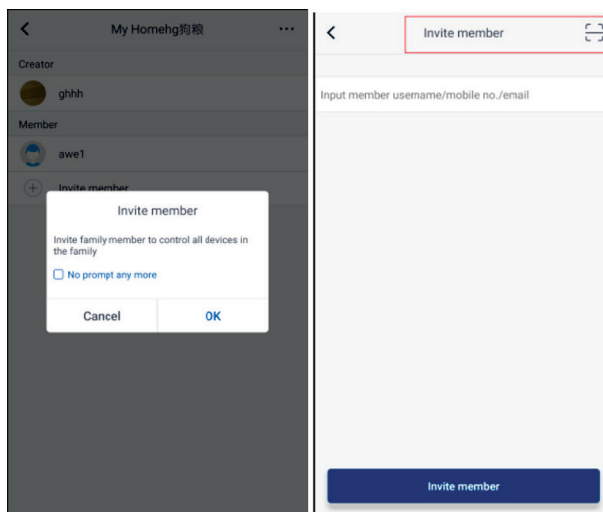 My Homehg狗粮
Creator
ghhh
Member
awe1
Invite member
Invite member
Invite family member to control all devices in
the family
No prompt any more
Cancel
OK
Invite member
Input member username/mobile no./email
Invite member